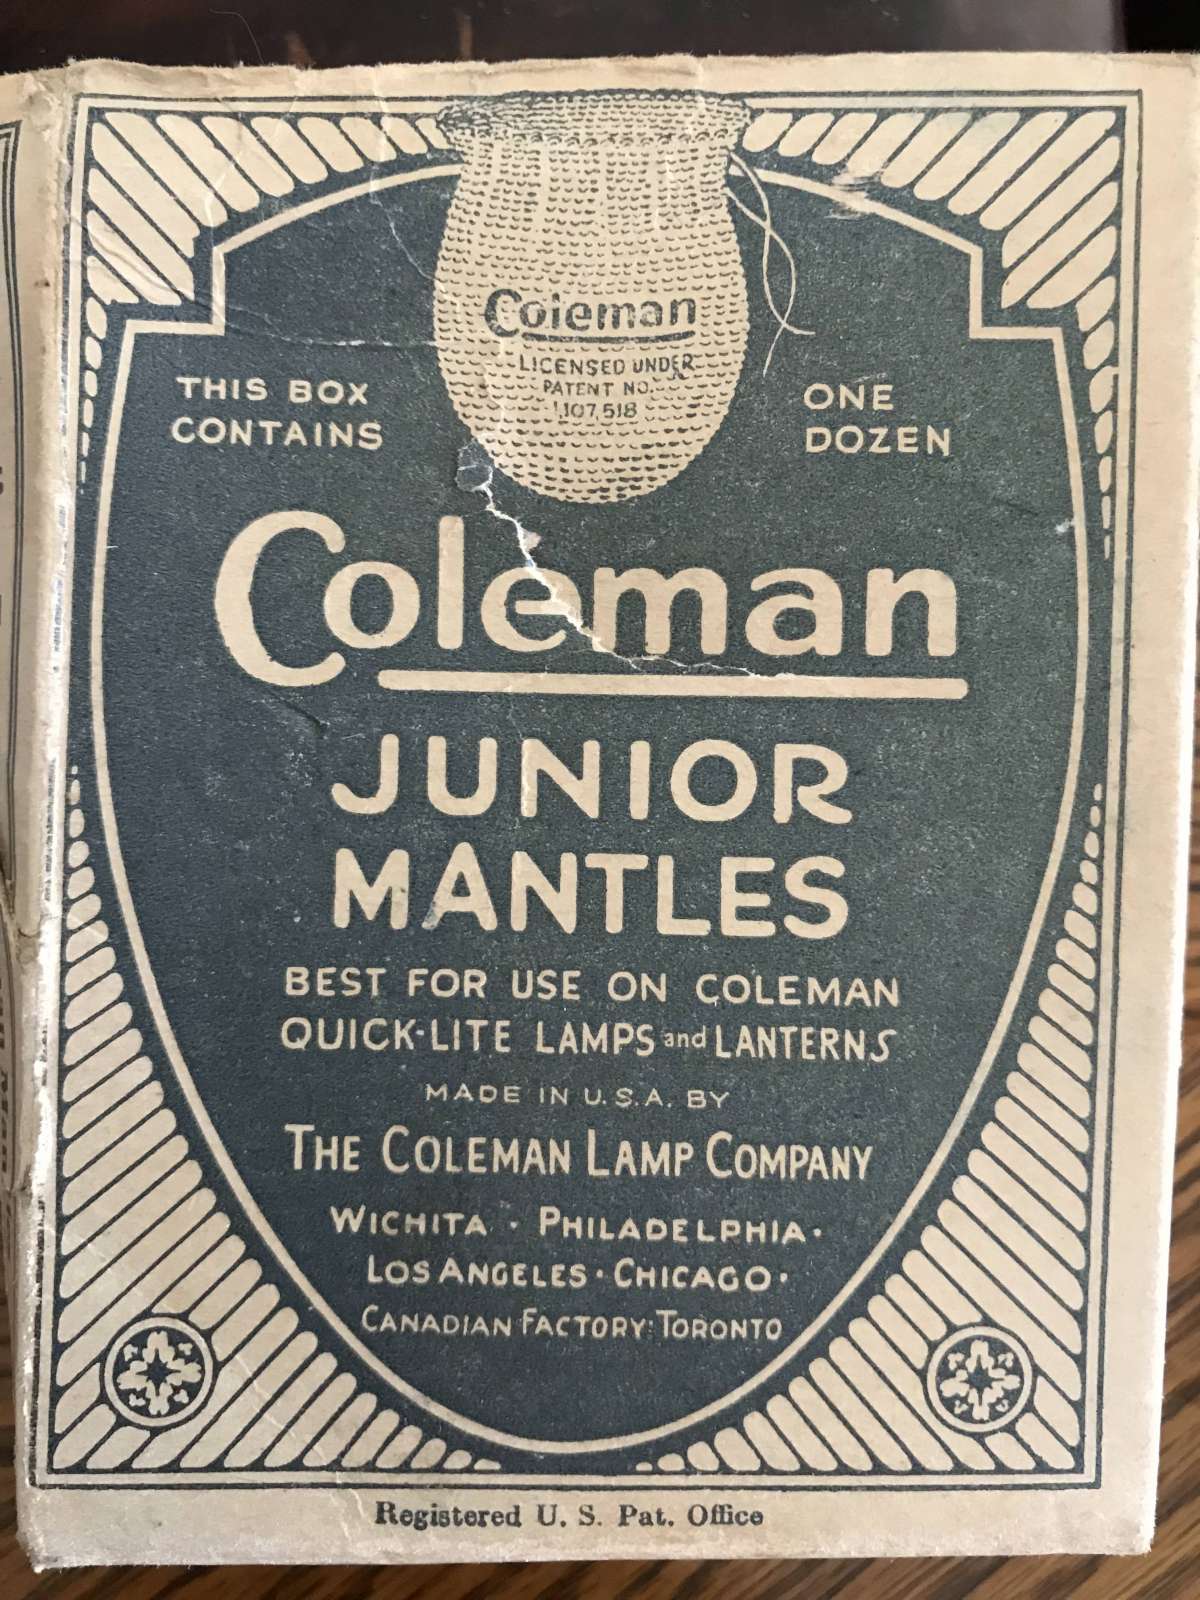 Coleman
LICENSED UNDER
PATENT NO.
1,107,518
THIS BOX
CONTAINS
ONE
DOZEN
Coleman
JUNIOR
MANTLES
BEST FOR USE ON COLEMAN
QUICK-LITE LAMPS and LANTERNS
MADE IN U.S.A. BY
THE COLEMAN LAMP COMPANY
WICHITA · PHILADELPHIA ·
LOS ANGELES · CHICAGO ·
CANADIAN FACTORY: TORONTO
Registered U. S. Pat. Office